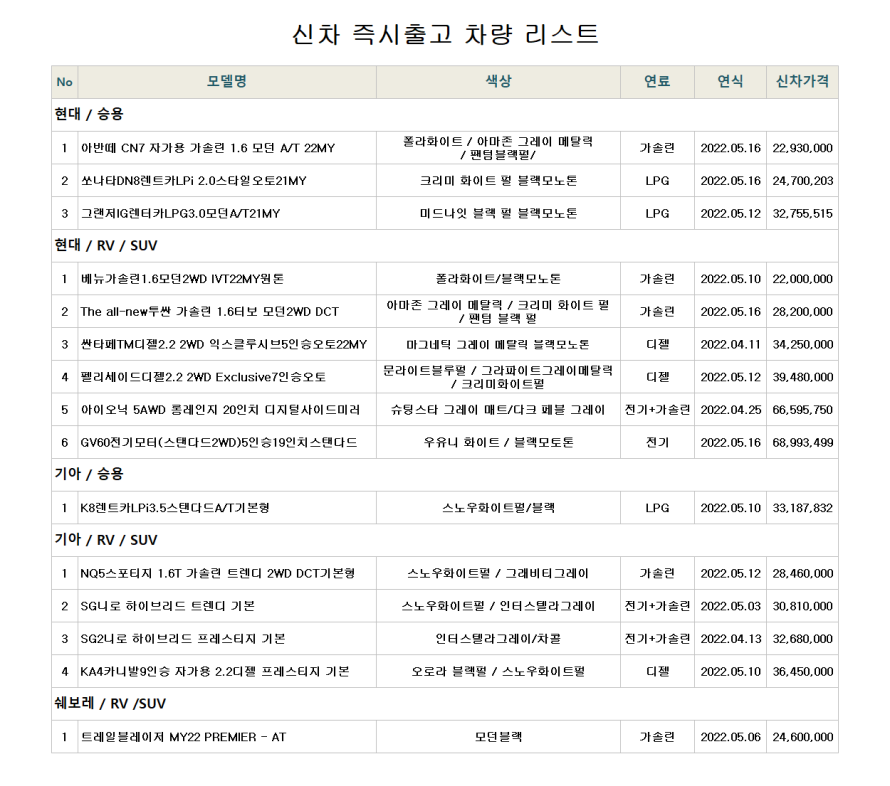 신차 즉시출고 차량 리스트
No 모델명 색상 연료 연식 신차가격
현대 / 승용
1 아반떼 CN7 자가용 가솔린 1.6 모던 A/T 22MY 폴라화이트 / 아마존 그레이 메탈릭 / 팬텀블랙펄/ 가솔린 2022.05.16 22,930,000
2 쏘나타DN8렌트카LPi 2.0스타일오토21MY 크리미 화이트 펄 블랙모노톤 LPG 2022.05.16 24,700,203
3 그랜저IG렌터카LPG3.0모던A/T21MY 미드나잇 블랙 펄 블랙모노톤 LPG 2022.05.12 32,755,515
현대 / RV / SUV
1 베뉴가솔린1.6모던2WD IVT22MY원톤 폴라화이트/블랙모노톤 가솔린 2022.05.10 22,000,000
2 The all-new투싼 가솔린 1.6터보 모던2WD DCT 아마존 그레이 메탈릭 / 크리미 화이트 펄 / 팬텀 블랙 펄 가솔린 2022.05.16 28,200,000
3 싼타페TM디젤2.2 2WD 익스클루시브5인승오토22MY 마그네틱 그레이 메탈릭 블랙모노톤 디젤 2022.04.11 34,250,000
4 펠리세이드디젤2.2 2WD Exclusive7인승오토 문라이트블루펄 / 그라파이트그레이메탈릭 / 크리미화이트펄 디젤 2022.05.12 39,480,000
5 아이오닉 5AWD 롱레인지 20인치 디지털사이드미러 슈팅스타 그레이 매트/다크 페블 그레이 전기+가솔린 2022.04.25 66,595,750
6 GV60전기모터(스탠다드2WD)5인승19인치스탠다드 우유니 화이트 / 블랙모토톤 전기 2022.05.16 68,993,499
기아 / 승용
1 K8렌트카LPi3.5스탠다드A/T기본형 스노우화이트펄/블랙 LPG 2022.05.10 33,187,832
기아 / RV / SUV
1 NQ5스포티지 1.6T 가솔린 트렌디 2WD DCT기본형 스노우화이트펄 / 그래비티그레이 가솔린 2022.05.12 28,460,000
2 SG니로 하이브리드 트렌디 기본 스노우화이트펄 / 인터스텔라그레이 전기+가솔린 2022.05.03 30,810,000
3 SG2니로 하이브리드 프레스티지 기본 인터스텔라그레이/차콜 전기+가솔린 2022.04.13 32,680,000
4 KA4카니발9인승 자가용 2.2디젤 프레스티지 기본 오로라 블랙펄 / 스노우화이트펄 디젤 2022.05.10 36,450,000
쉐보레 / RV /SUV
1 트레일블레이저 MY22 PREMIER - AT 모던블랙 가솔린 2022.05.06 24,600,000